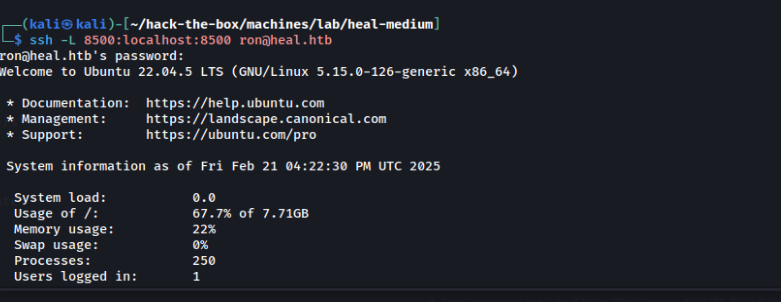 ┌──(kali㉿kali)-[~/hack-the-box/machines/lab/heal-medium]
└─$ ssh -L 8500:localhost:8500 ron@heal.htb
ron@heal.htb's password:
Welcome to Ubuntu 22.04.5 LTS (GNU/Linux 5.15.0-126-generic x86_64)
* Documentation: https://help.ubuntu.com
* Management: https://landscape.canonical.com
* Support: https://ubuntu.com/pro
System information as of Fri Feb 21 04:22:30 PM UTC 2025
System load: 0.0
Usage of /: 67.7% of 7.71GB
Memory usage: 22%
Swap usage: 0%
Processes: 250
Users logged in: 1